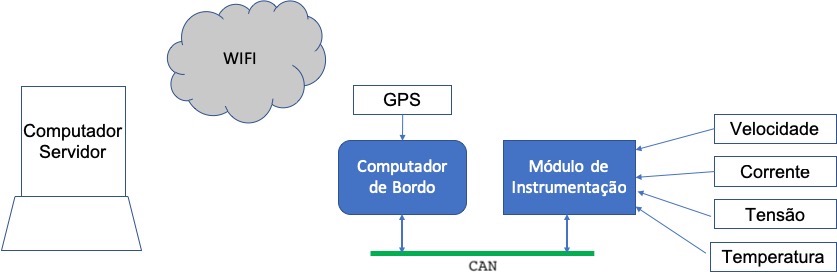 WIFI
Computador
Servidor
GPS
Computador
de Bordo
Módulo de
Instrumentação
Velocidade
Corrente
Tensão
Temperatura
CAN